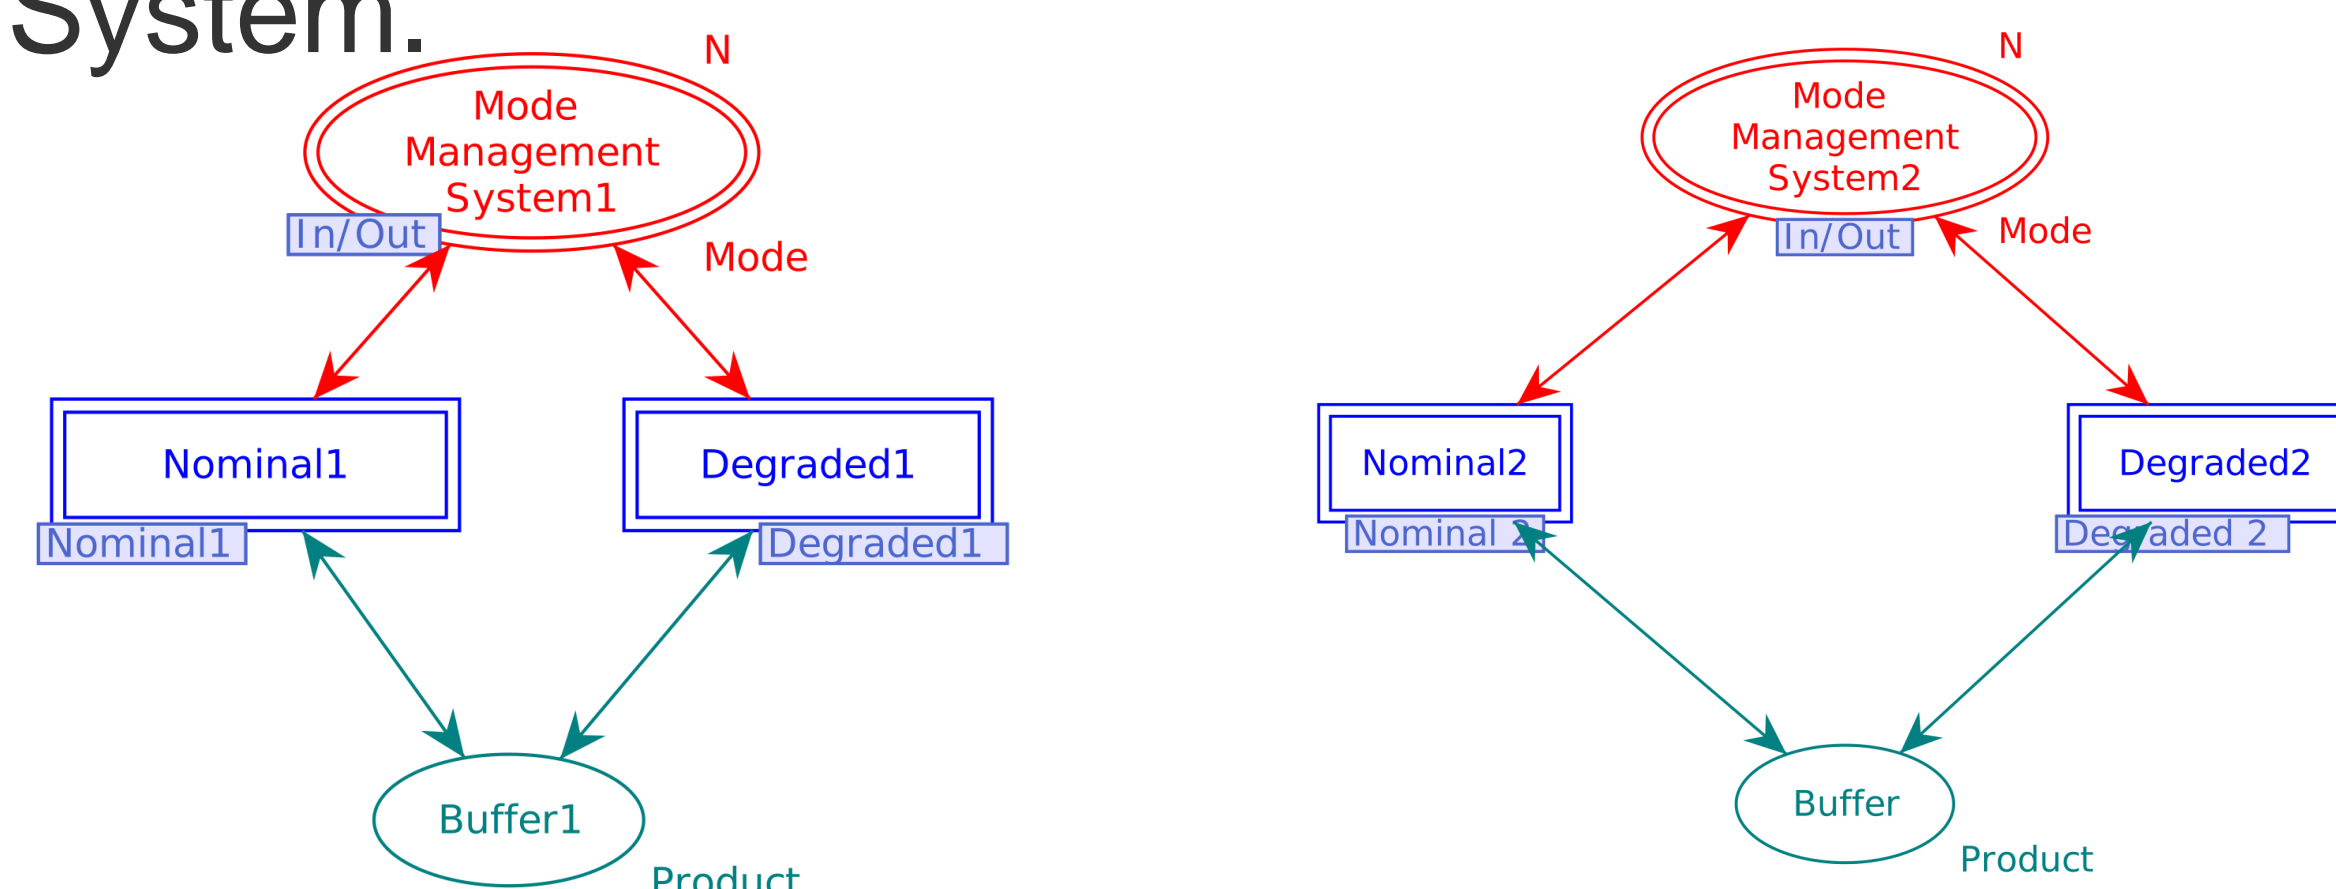 System.
N
Mode
Management
System1
In/Out
Mode
Nominal1
Degraded1
Nominal1
Degraded1
Buffer1
Product
N
Mode
Management
System2
In/Out
Mode
Nominal2
Degraded2
Nominal 2
Degraded 2
Buffer
Product